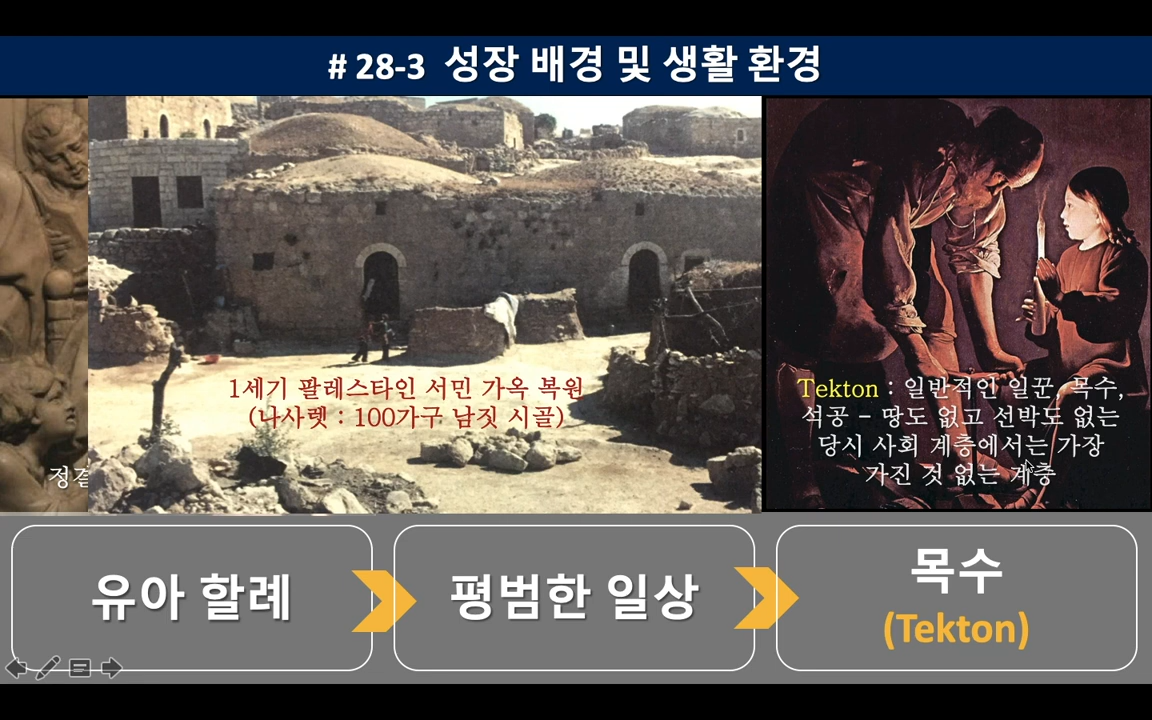 # 28-3 성장 배경 및 생활 환경
1세기 팔레스타인 서민 가옥 복원
(나사렛 : 100가구 남짓 시골)
Tekton : 일반적인 일꾼, 목수,
석공 – 땅도 없고 선박도 없는
당시 사회 계층에서는 가장
가진 것 없는 계층
유아 할례
평범한 일상
목수
(Tekton)